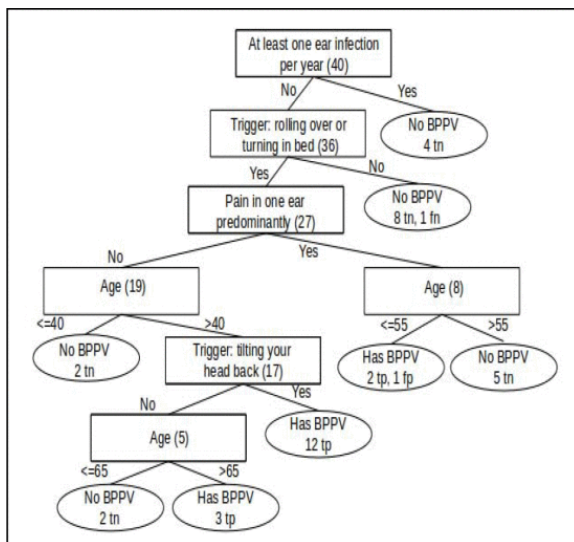 At least one ear infection
per year (40)
No
Yes
Trigger: rolling over or
turning in bed (36)
No BPPV
4 tn
Yes
No
Pain in one ear
predominantly (27)
No BPPV
8 tn, 1 fn
No
Yes
Age (19)
Age (8)
<=40
>40
<=55
>55
No BPPV
2 tn
Trigger: tilting your
head back (17)
Has BPPV
2 tp, 1 fp
No BPPV
5 tn
No
Yes
Age (5)
Has BPPV
12 tp
<=65
>65
No BPPV
2 tn
Has BPPV
3 tp